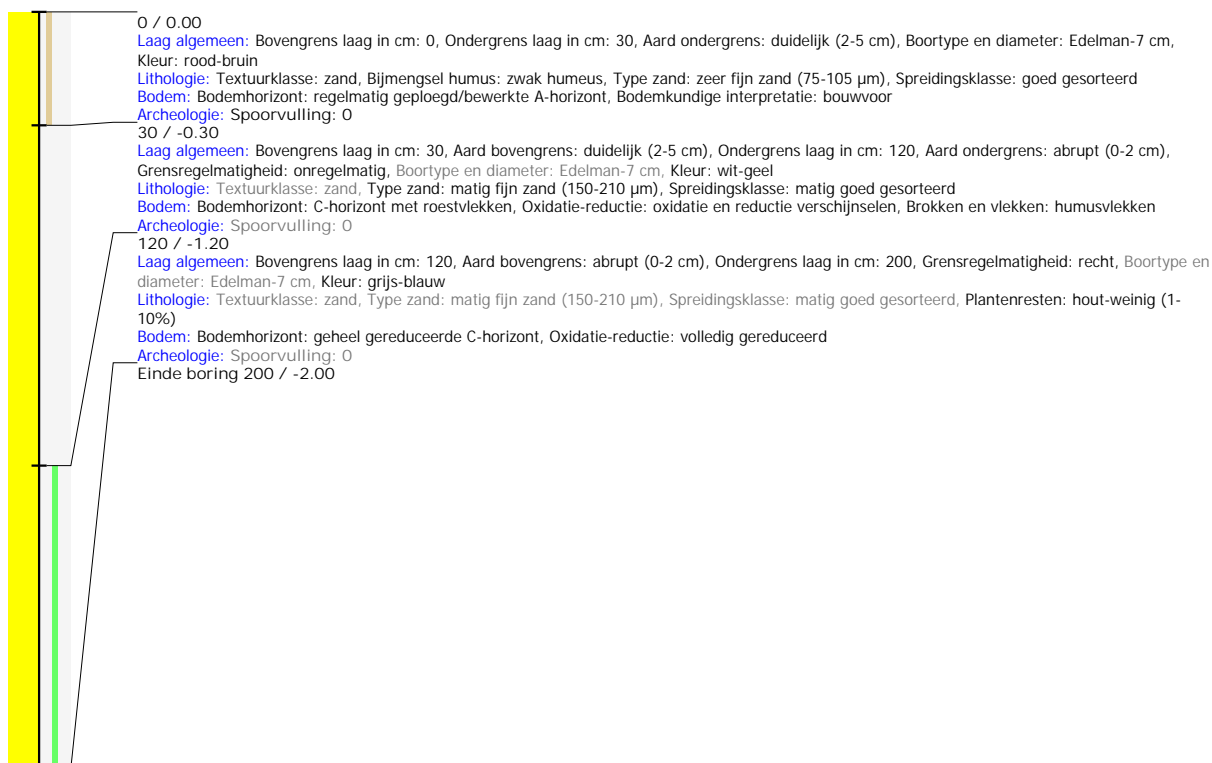 0 / 0.00
Laag algemeen: Bovengrens laag in cm: 0, Ondergrens laag in cm: 30, Aard ondergrens: duidelijk (2-5 cm), Boortype en diameter: Edelman-7 cm,
Kleur: rood-bruin
Lithologie: Textuurklasse: zand, Bijmengsel humus: zwak humeus, Type zand: zeer fijn zand (75-105 µm), Spreidingsklasse: goed gesorteerd
Bodem: Bodemhorizont: regelmatig geploegd/bewerkte A-horizont, Bodemkundige interpretatie: bouwvoor
Archeologie: Spoorvulling: 0
30 / -0.30
Laag algemeen: Bovengrens laag in cm: 30, Aard bovengrens: duidelijk (2-5 cm), Ondergrens laag in cm: 120, Aard ondergrens: abrupt (0-2 cm),
Grensregelmatigheid: onregelmatig, Boortype en diameter: Edelman-7 cm, Kleur: wit-geel
Lithologie: Textuurklasse: zand, Type zand: matig fijn zand (150-210 µm), Spreidingsklasse: matig goed gesorteerd
Bodem: Bodemhorizont: C-horizont met roestvlekken, Oxidatie-reductie: oxidatie en reductie verschijnselen, Brokken en vlekken: humusvlekken
Archeologie: Spoorvulling: 0
120 / -1.20
Laag algemeen: Bovengrens laag in cm: 120, Aard bovengrens: abrupt (0-2 cm), Ondergrens laag in cm: 200, Grensregelmatigheid: recht, Boortype en
diameter: Edelman-7 cm, Kleur: grijs-blauw
Lithologie: Textuurklasse: zand, Type zand: matig fijn zand (150-210 µm), Spreidingsklasse: matig goed gesorteerd, Plantenresten: hout-weinig (1-
10%)
Bodem: Bodemhorizont: geheel gereduceerde C-horizont, Oxidatie-reductie: volledig gereduceerd
Archeologie: Spoorvulling: 0
Einde boring 200 / -2.00